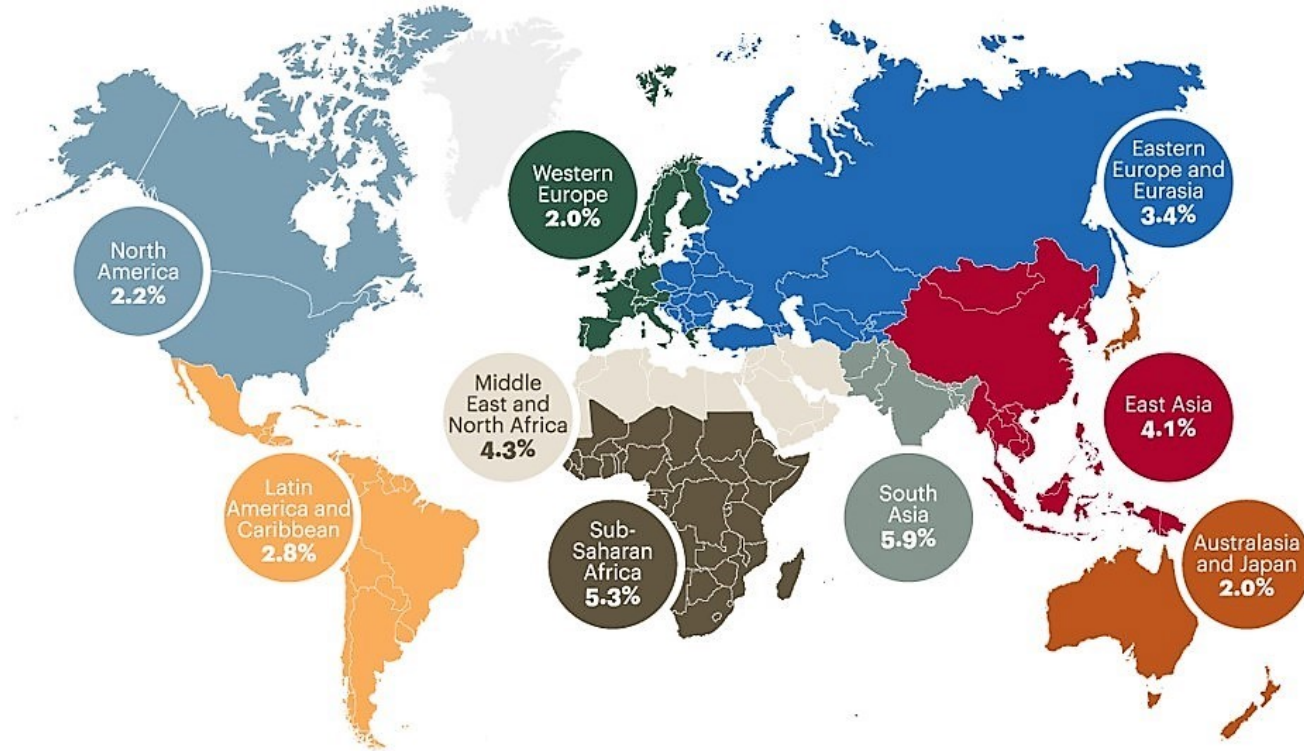 Western
Europe
2.0%
Eastern
Europe and
Eurasia
3.4%
North
America
2.2%
Middle
East and
North Africa
4.3%
East Asia
4.1%
Latin
America and
Caribbean
2.8%
Sub-
Saharan
Africa
5.3%
South
Asia
5.9%
Australasia
and Japan
2.0%